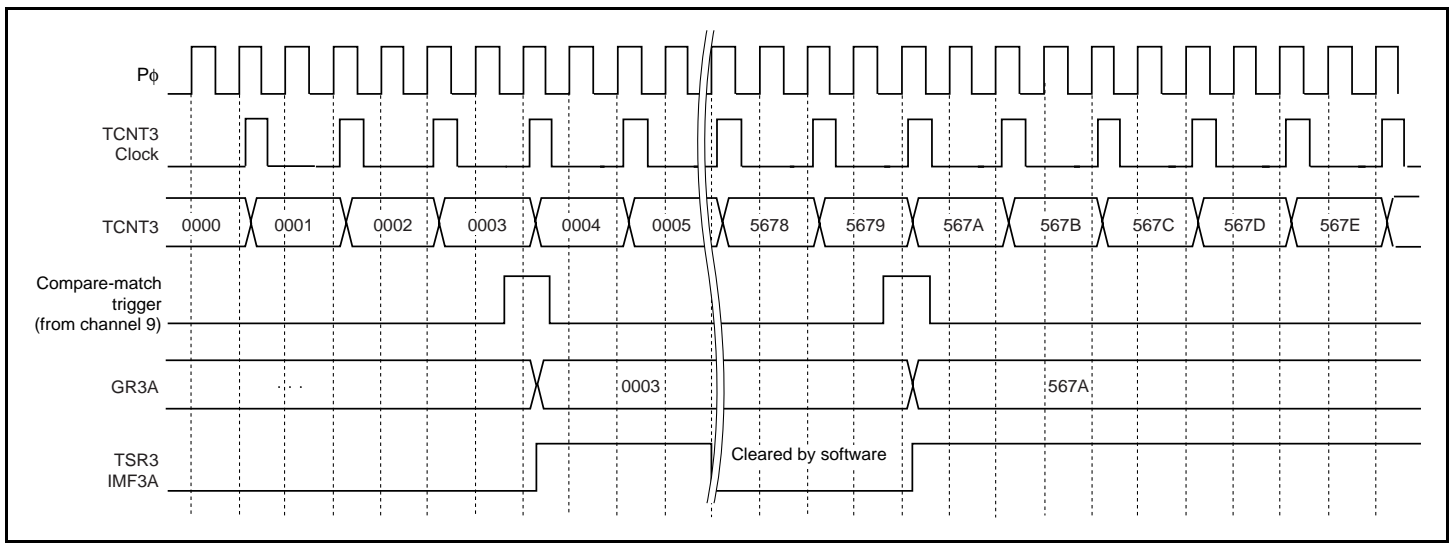 Pφ
TCNT3
Clock
TCNT3 0000 0001 0002 0003 0004 0005 5678 5679 567A 567B 567C 567D 567E
Compare-match
trigger
(from channel 9)
GR3A · · · 0003 567A
TSR3 Cleared by software
IMF3A